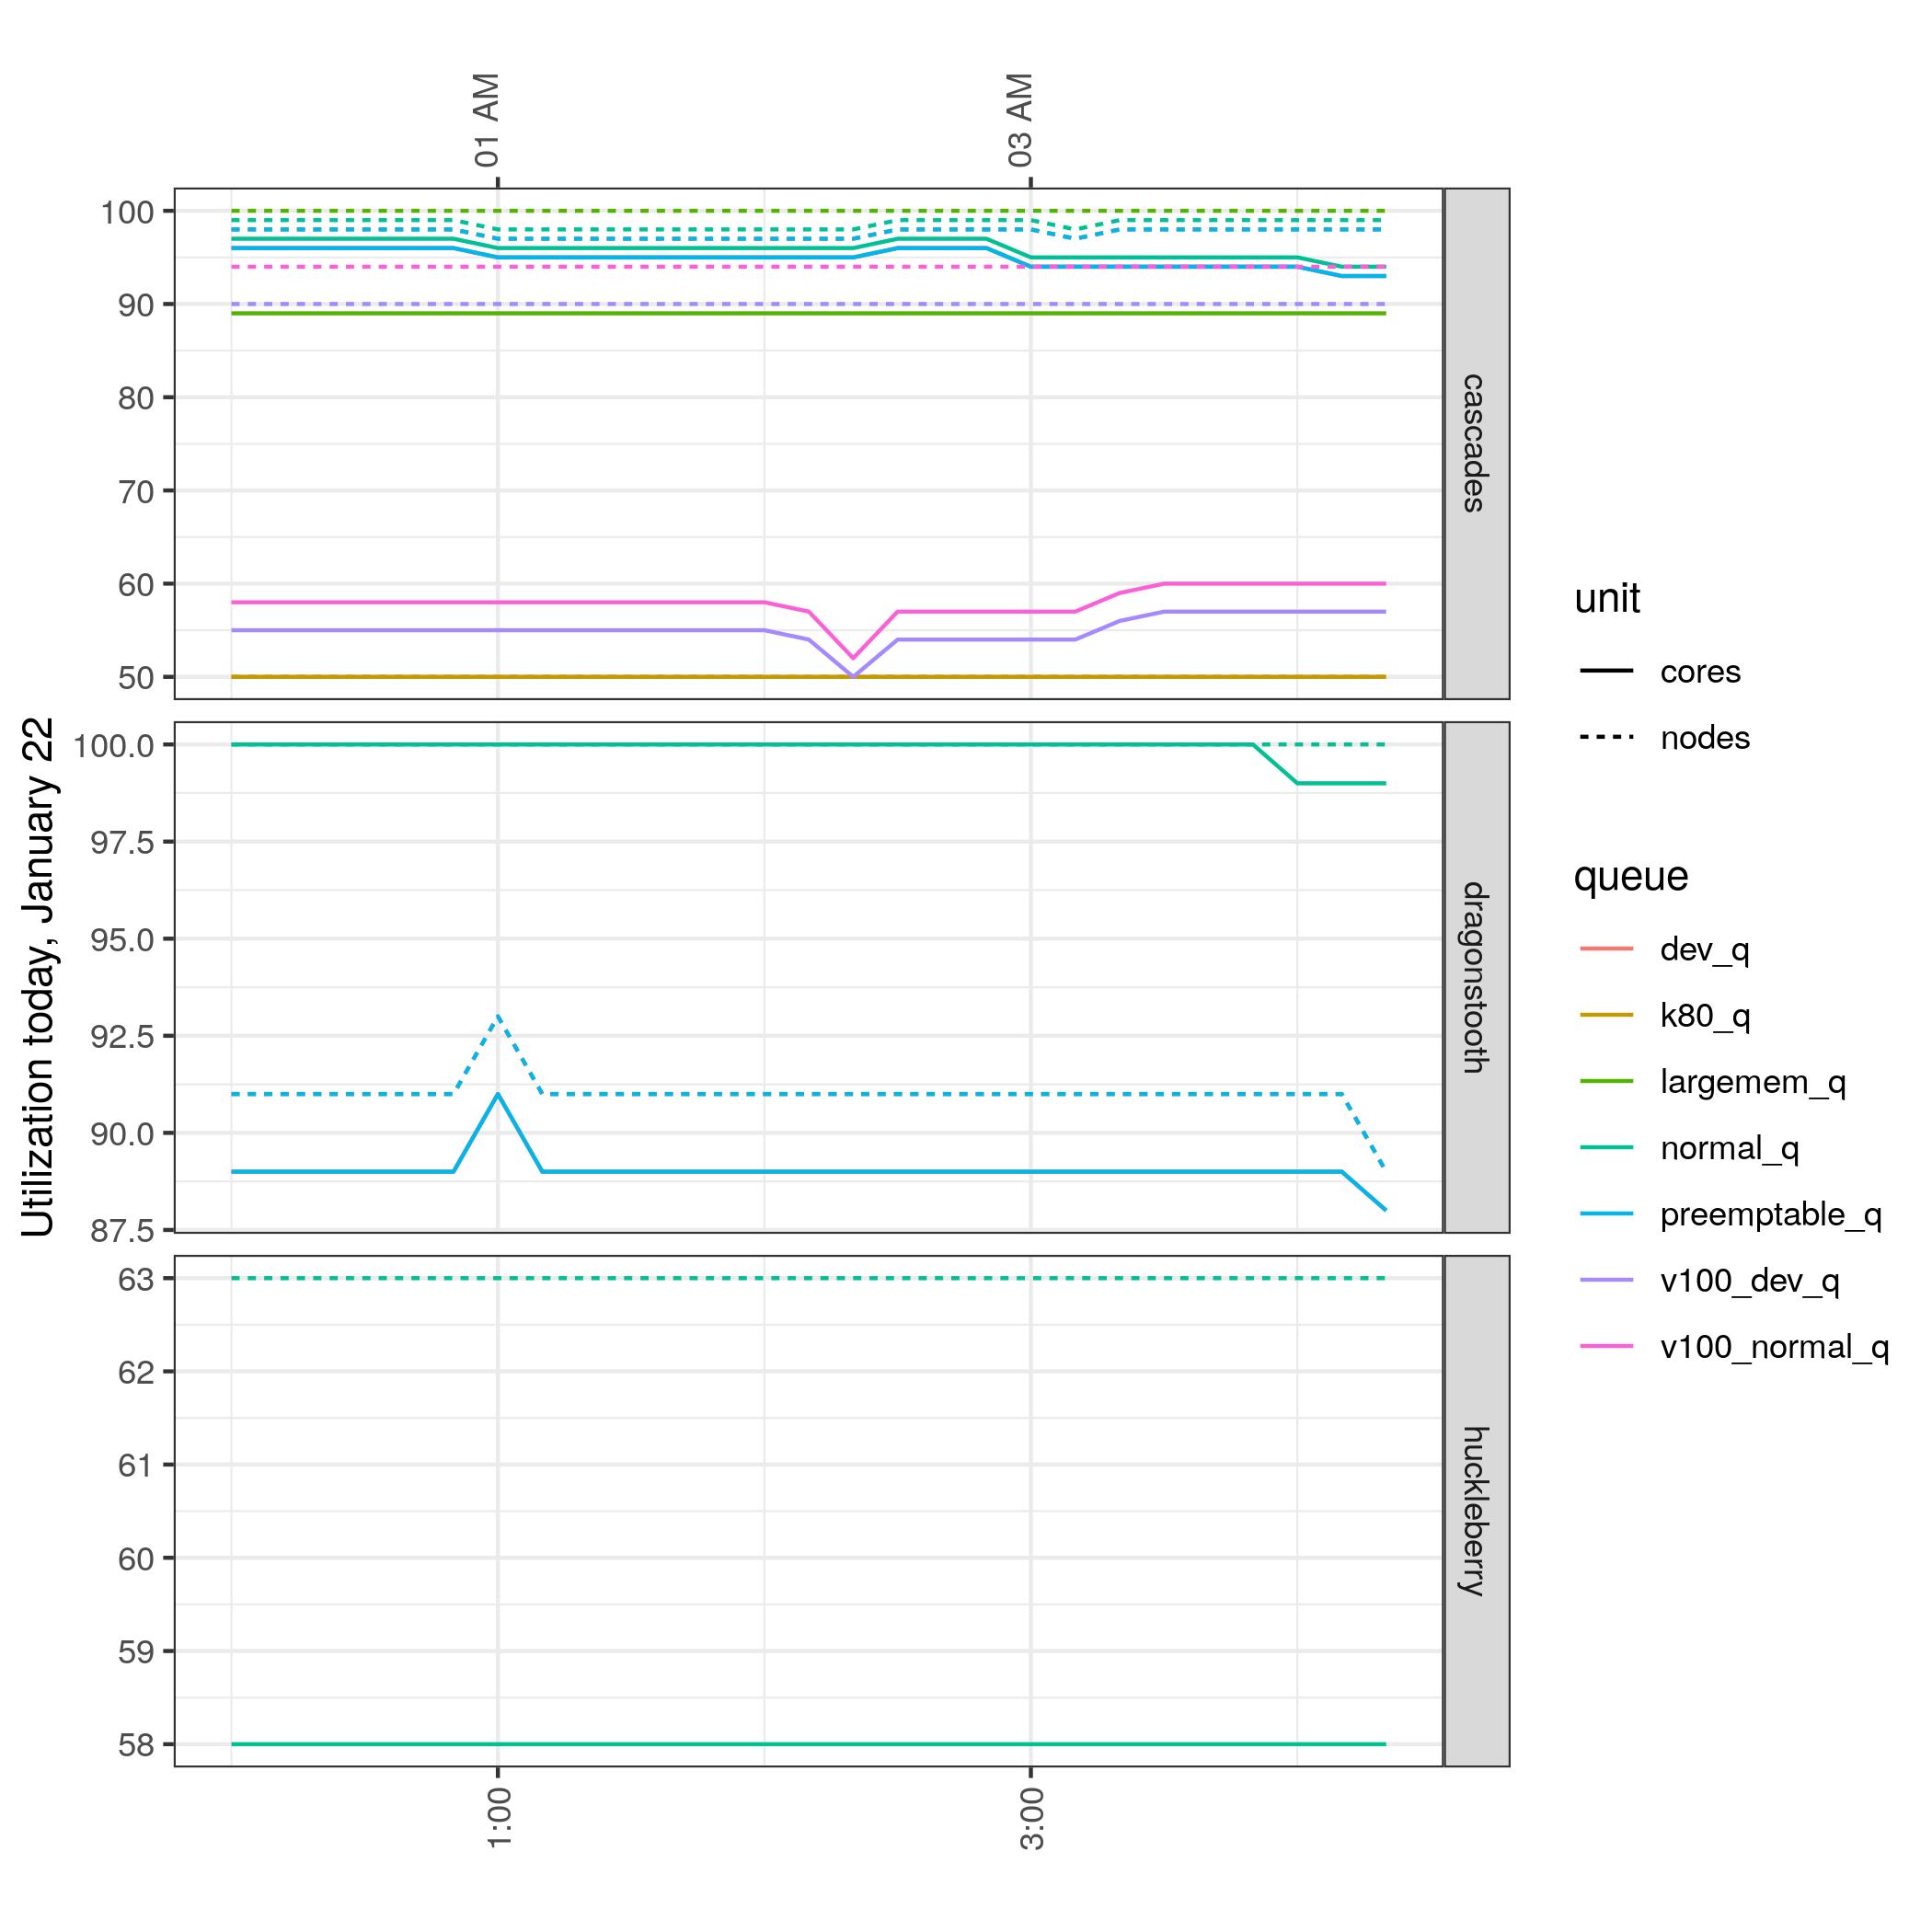 01 AM
03 AM
Utilization today, January 22
100
90
80
70
60
50
cascades
100.0
97.5
95.0
92.5
90.0
87.5
dragonstooth
63
62
61
60
59
58
huckleberry
1:00
3:00
unit
cores
nodes
queue
dev_q
k80_q
largemem_q
normal_q
preemptable_q
v100_dev_q
v100_normal_q